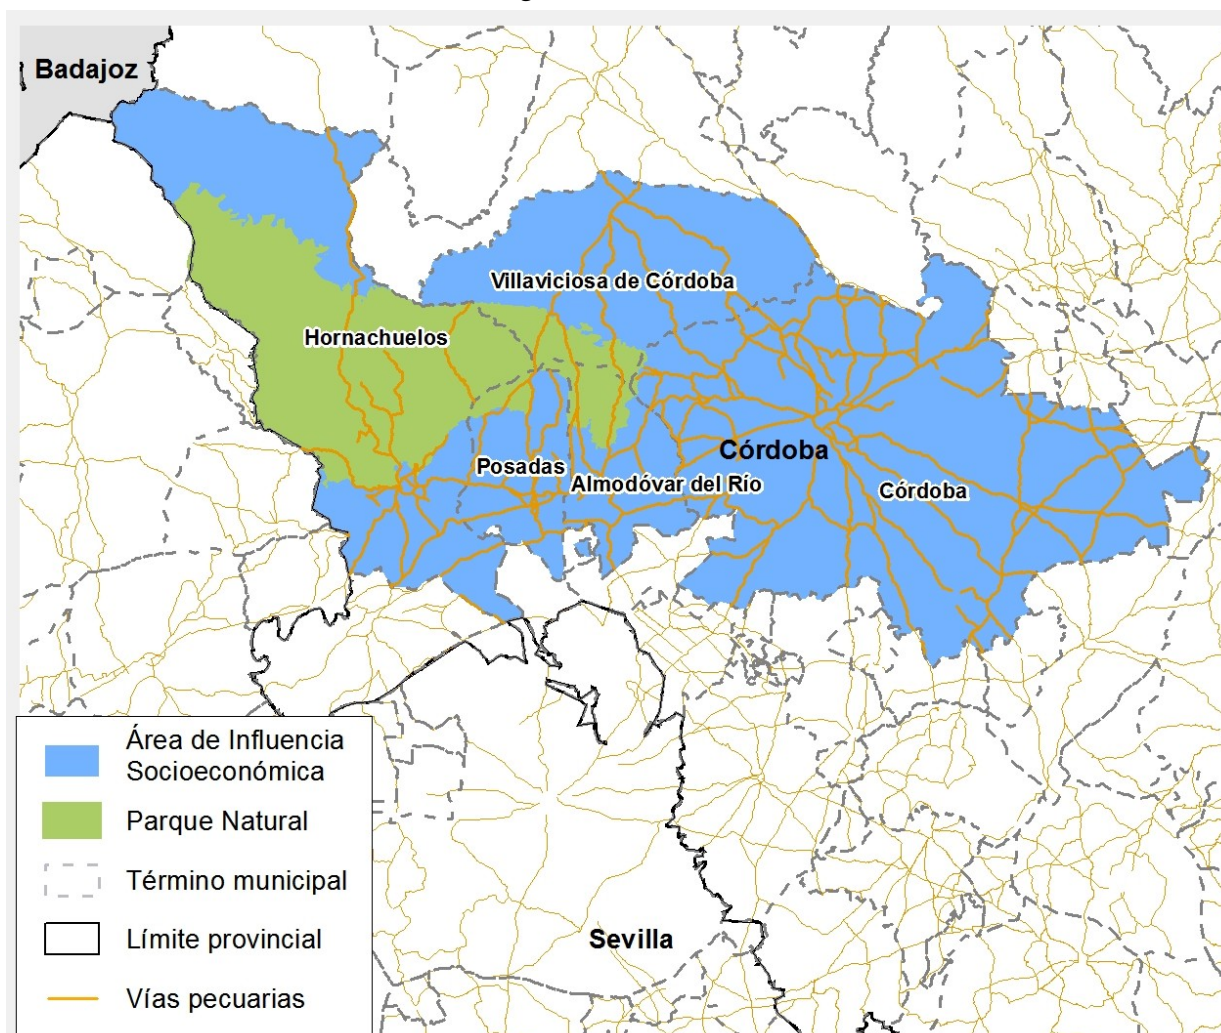 Badajoz
Villaviciosa de Córdoba
Hornachuelos
Córdoba
Posadas
Almodóvar del Río
Córdoba
Área de Influencia
Socioeconómica
Parque Natural
Término municipal
Límite provincial
Vías pecuarias
Sevilla